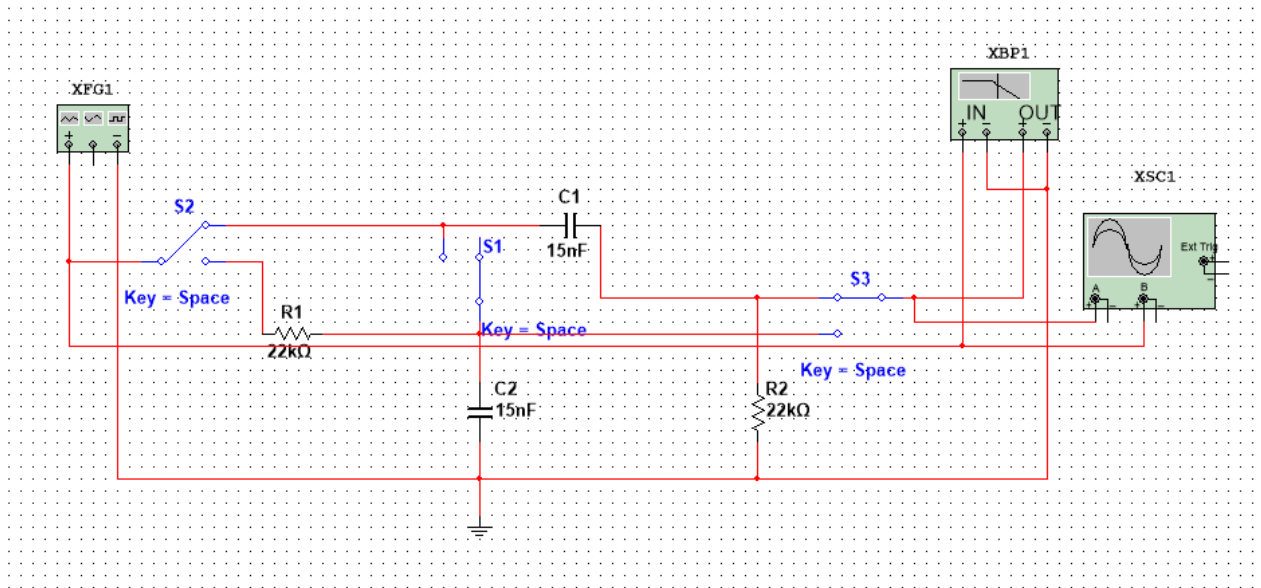 XBP1
XFG1
IN OUT
+ − + −
+ −
XSC1
S2
C1
15nF
S1
Ext Trig
+
−
A B
+ − + −
S3
Key = Space
R1
22kΩ
Key = Space
Key = Space
C2
15nF
R2
22kΩ